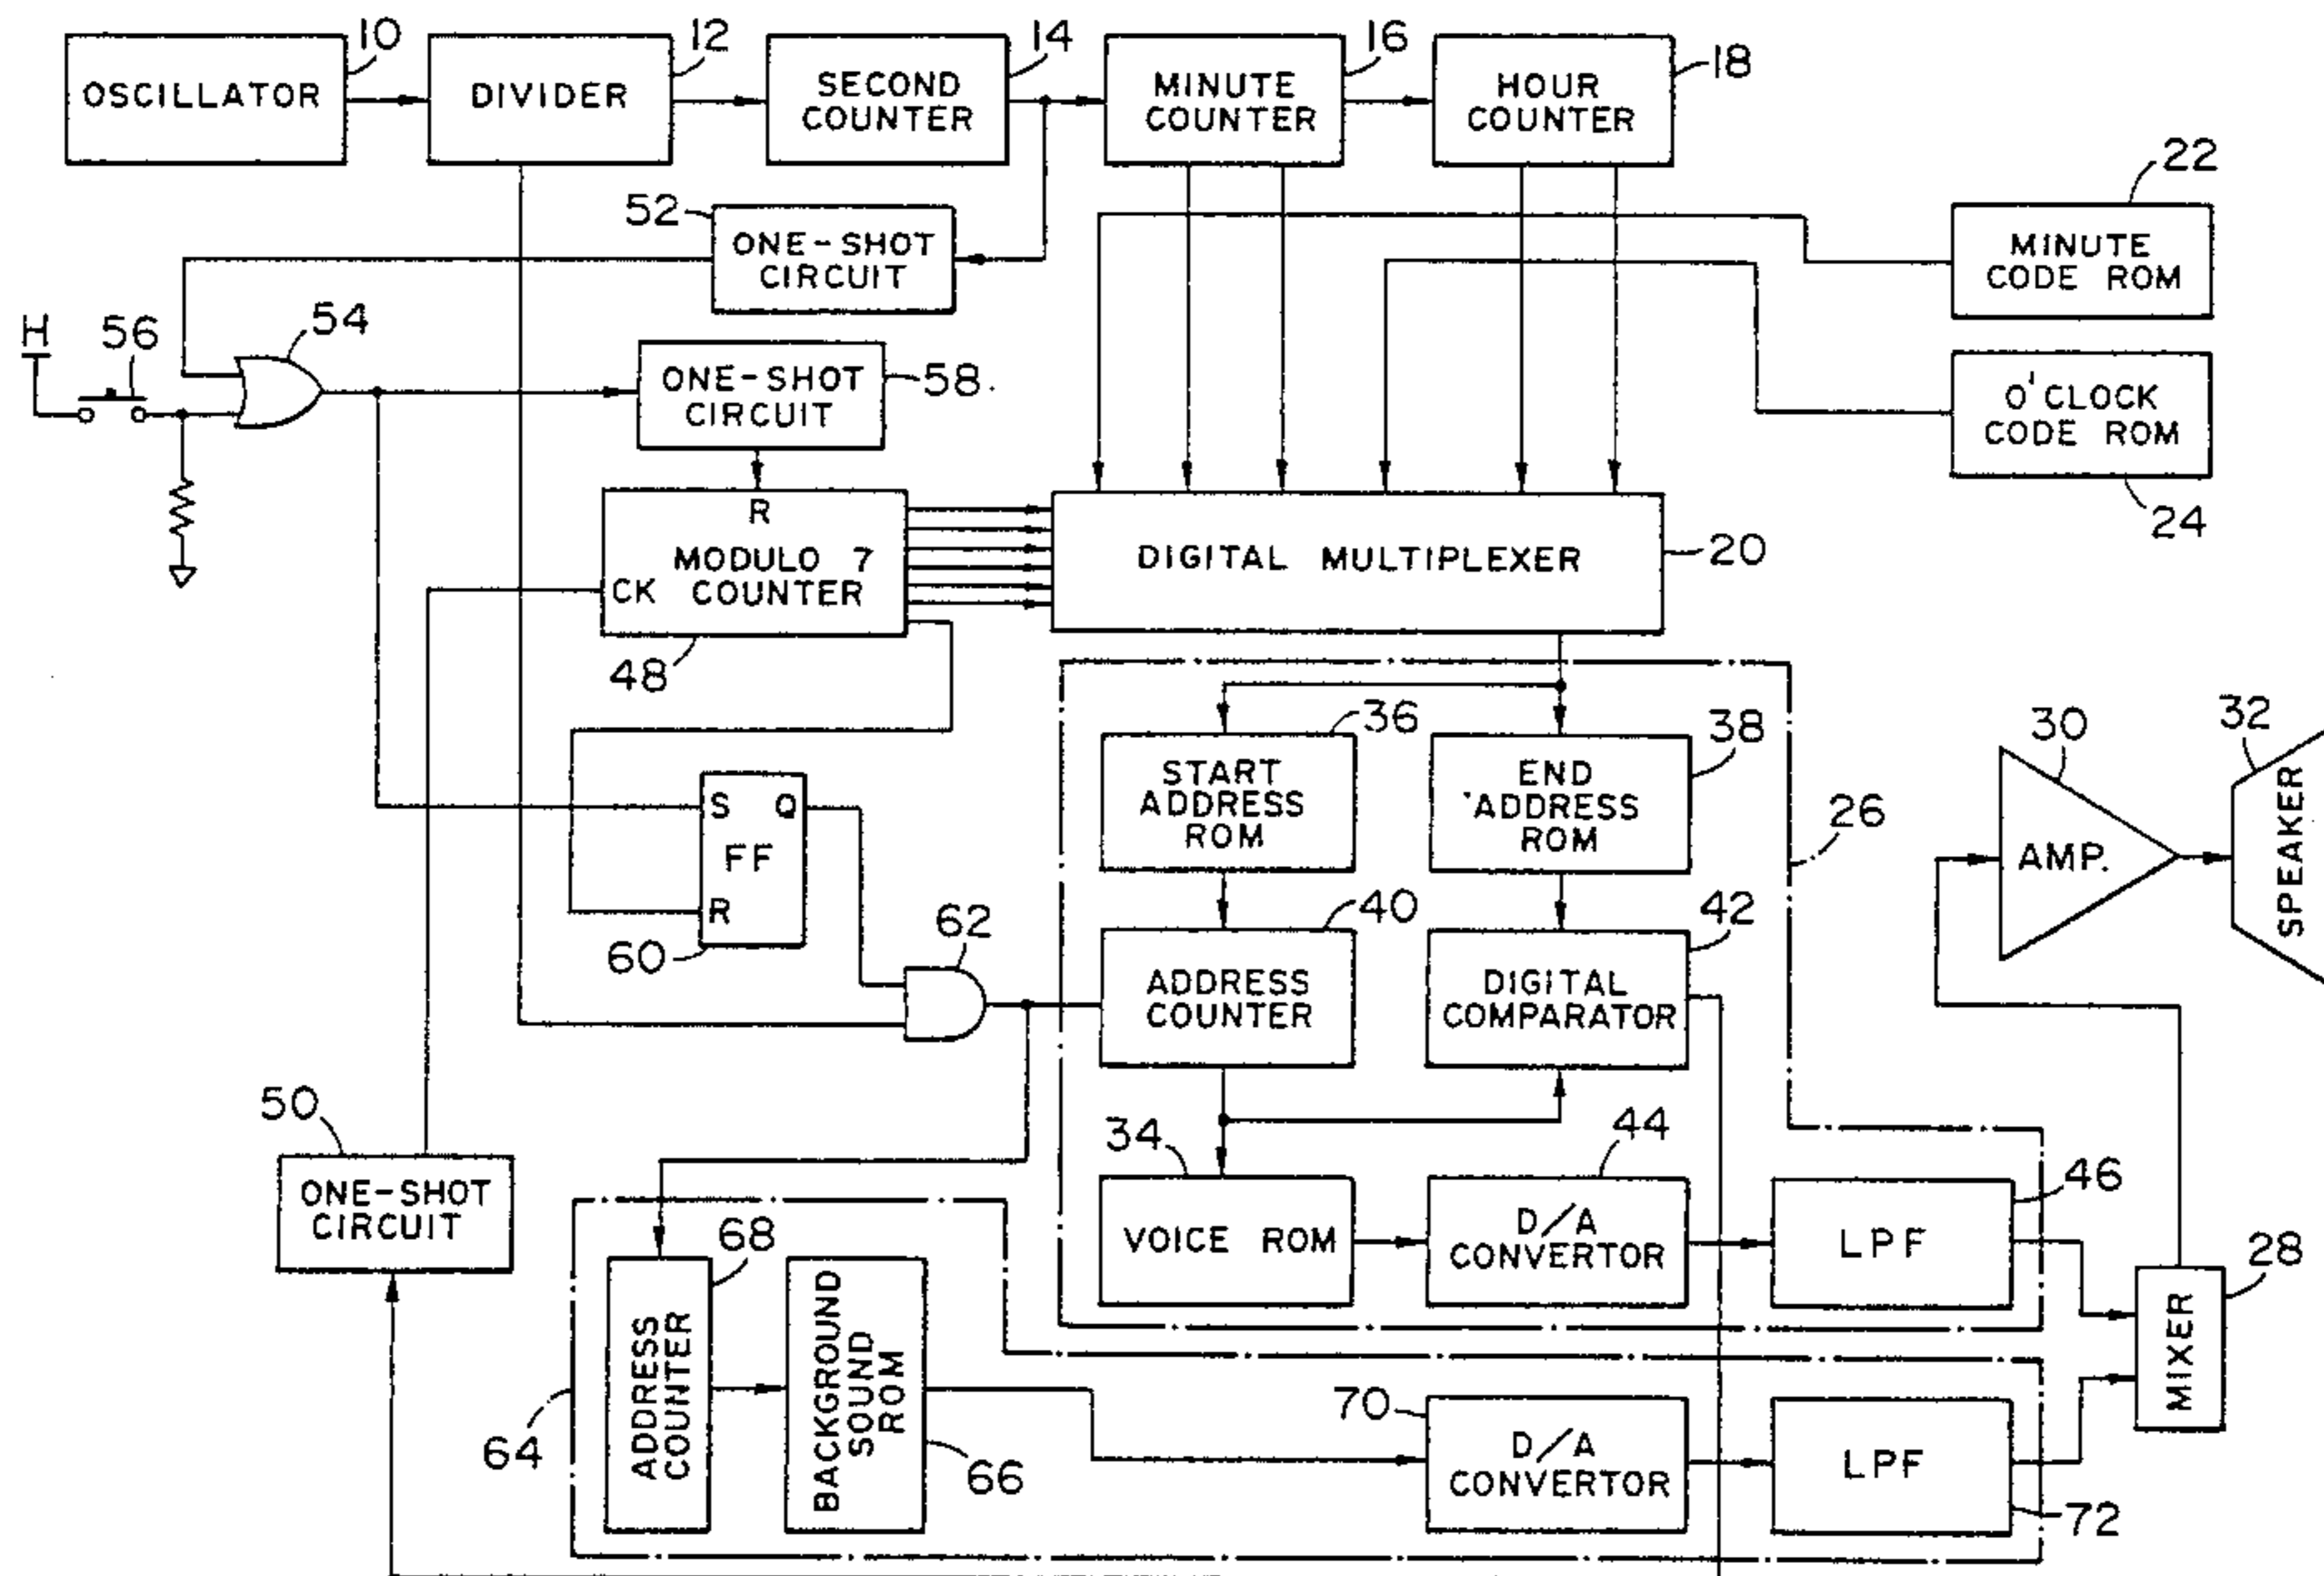 10
12
14
16
18
OSCILLATOR
DIVIDER
SECOND
COUNTER
MINUTE
COUNTER
HOUR
COUNTER
22
MINUTE
CODE ROM
52
ONE-SHOT
CIRCUIT
H
56
54
ONE-SHOT
CIRCUIT
58
O'CLOCK
CODE ROM
24
R
MODULO 7
CK COUNTER
48
DIGITAL MULTIPLEXER
20
36
START
ADDRESS
ROM
38
END
ADDRESS
ROM
26
30
AMP.
32
SPEAKER
S Q
FF
R
60
62
40
ADDRESS
COUNTER
42
DIGITAL
COMPARATOR
50
ONE-SHOT
CIRCUIT
34
VOICE ROM
44
D/A
CONVERTOR
46
LPF
28
MIXER
68
ADDRESS
COUNTER
BACKGROUND
SOUND
ROM
64
66
70
D/A
CONVERTOR
LPF
72